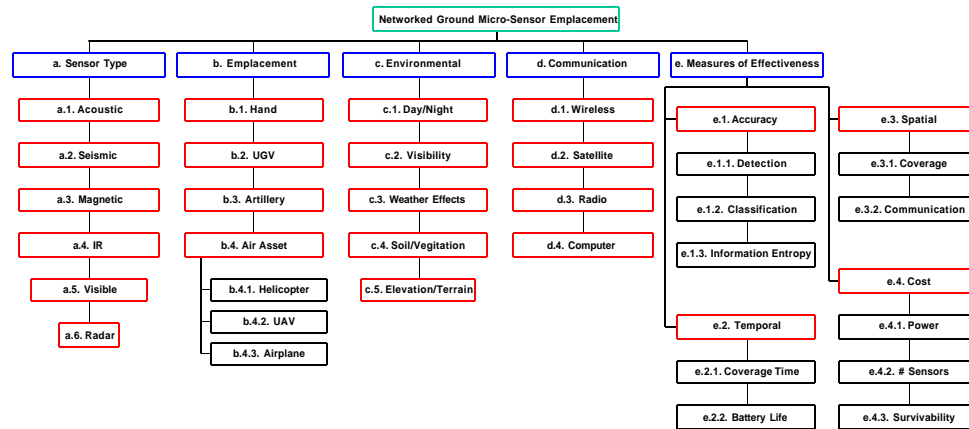 Networked Ground Micro-Sensor Emplacement
a. Sensor Type
a.1. Acoustic
a.2. Seismic
a.3. Magnetic
a.4. IR
a.5. Visible
a.6. Radar
b. Emplacement
b.1. Hand
b.2. UGV
b.3. Artillery
b.4. Air Asset
b.4.1. Helicopter
b.4.2. UAV
b.4.3. Airplane
c. Environmental
c.1. Day/Night
c.2. Visibility
c.3. Weather Effects
c.4. Soil/Vegitation
c.5. Elevation/Terrain
d. Communication
d.1. Wireless
d.2. Satellite
d.3. Radio
d.4. Computer
e. Measures of Effectiveness
e.1. Accuracy
e.1.1. Detection
e.1.2. Classification
e.1.3. Information Entropy
e.2. Temporal
e.2.1. Coverage Time
e.2.2. Battery Life
e.3. Spatial
e.3.1. Coverage
e.3.2. Communication
e.4. Cost
e.4.1. Power
e.4.2. # Sensors
e.4.3. Survivability